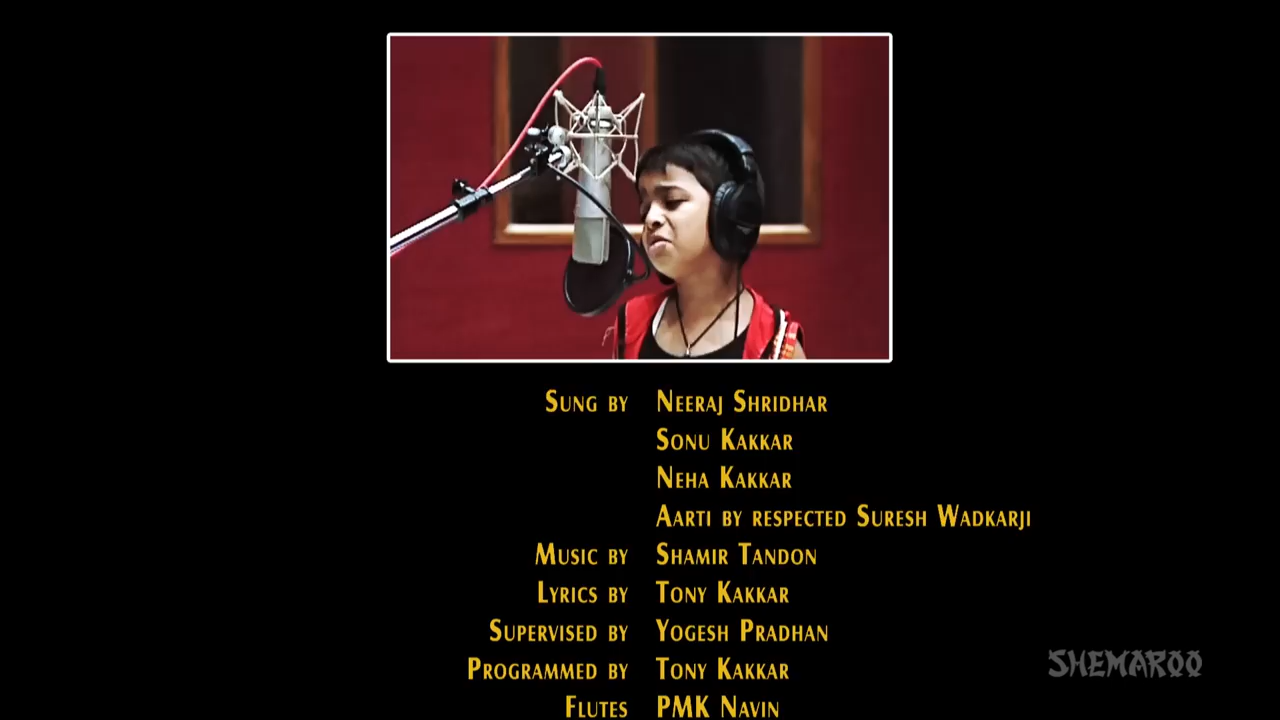 Sung by Neeraj Shridhar
Sonu Kakkar
Neha Kakkar
Aarti by respected Suresh Wadkarji
Music by Shamir Tandon
Lyrics by Tony Kakkar
Supervised by Yogesh Pradhan
Programmed by Tony Kakkar
Flutes PMK Navin
SHEMAROO